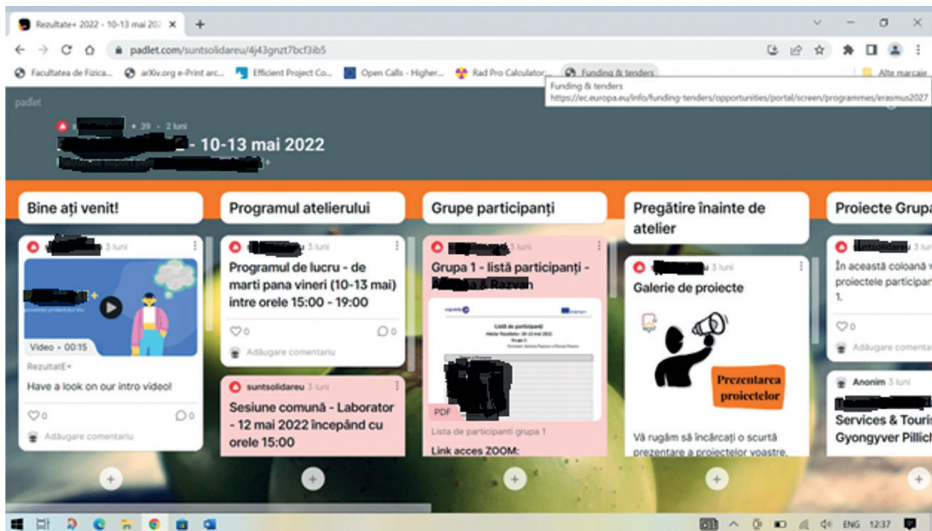 Rezultate+ 2022 - 10-13 mai 202
padlet.com/suntsolidareu/4j43gnzt7bcf3ib5
Facultatea de Fizica...
arXiv.org e-Print arc...
Efficient Project Co...
Open Calls - Higher...
Rad Pro Calculator:...
Funding & tenders
Alte marcaje
Funding & tenders
https://ec.europa.eu/info/funding-tenders/opportunities/portal/screen/programmes/erasmus2027
padlet
+ 39 - 2 luni
- 10-13 mai 2022
Bine ați venit!
3 luni
Video - 00:15
RezultatE+
Have a look on our intro video!
0
0
Adăugare comentariu
Programul atelierului
3 luni
Programul de lucru - de
marti pana vineri (10-13 mai)
intre orele 15:00 - 19:00
0
0
Adăugare comentariu
suntsolidareu 3 luni
Sesiune comună - Laborator
- 12 mai 2022 începând cu
orele 15:00
Grupe participanți
3 luni
Grupa 1 - listă participanți -
& Razvan
Listă de participanți
Grupa 1
PDF
Lista de participanti grupa 1
Link acces ZOOM:
Pregătire înainte de
atelier
3 luni
Galerie de proiecte
Prezentarea
proiectelor
Vă rugăm să încărcați o scurtă
prezentare a proiectelor voastre.
Proiecte Grupa
3 luni
În această coloană v
proiectele participan
1.
0
Adăugare comenta
Anonim 3 luni
Services & Touris
Gyongyver Pillich
ENG
12:37